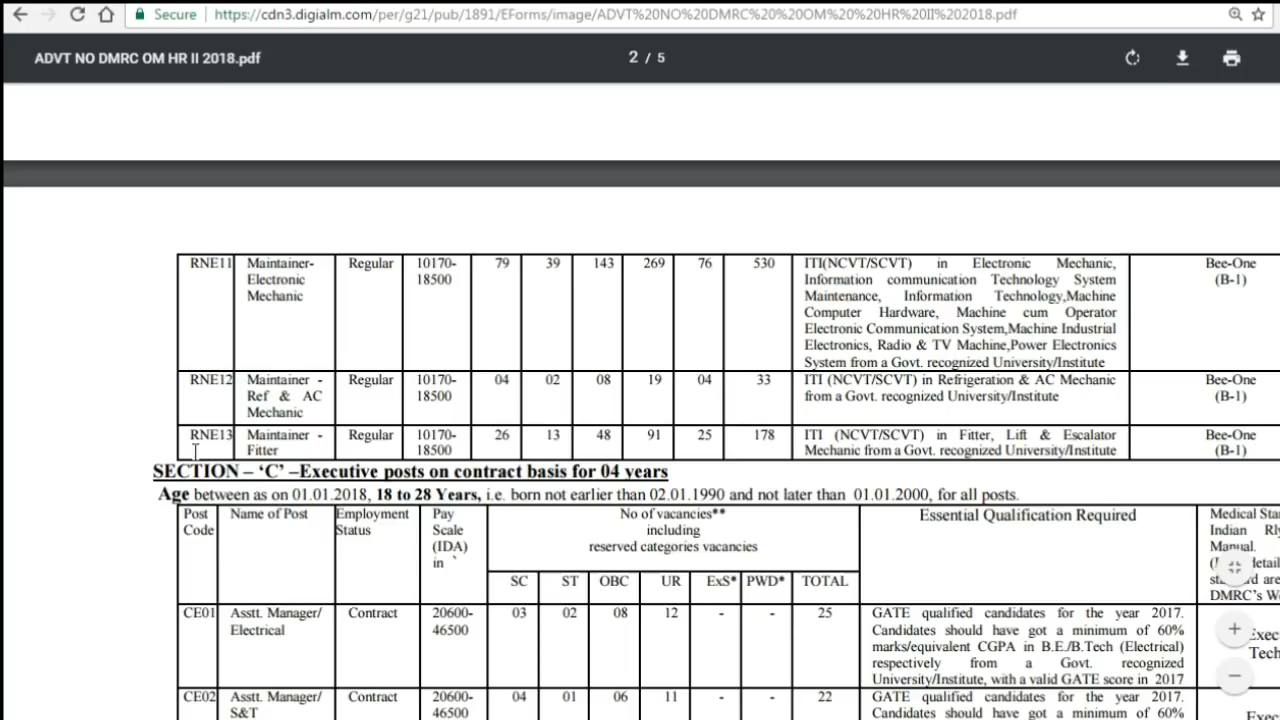 Secure https://cdn3.digialm.com/per/g21/pub/1891/EForms/image/ADVT%20NO%20DMRC%20%20OM%20%20HR%20II%202018.pdf
ADVT NO DMRC OM HR II 2018.pdf 2 / 5
RNE11 Maintainer- Regular 10170- 79 39 143 269 76 530 ITI(NCVT/SCVT) in Electronic Mechanic, Bee-One
Electronic 18500 Information communication Technology System (B-1)
Mechanic Maintenance, Information Technology,Machine
Computer Hardware, Machine cum Operator
Electronic Communication System,Machine Industrial
Electronics, Radio & TV Machine,Power Electronics
System from a Govt. recognized University/Institute
RNE12 Maintainer - Regular 10170- 04 02 08 19 04 33 ITI (NCVT/SCVT) in Refrigeration & AC Mechanic Bee-One
Ref & AC 18500 from a Govt. recognized University/Institute (B-1)
Mechanic
RNE13 Maintainer - Regular 10170- 26 13 48 91 25 178 ITI (NCVT/SCVT) in Fitter, Lift & Escalator Bee-One
Fitter 18500 Mechanic from a Govt. recognized University/Institute (B-1)
SECTION – ‘C’ –Executive posts on contract basis for 04 years
Age between as on 01.01.2018, 18 to 28 Years, i.e. born not earlier than 02.01.1990 and not later than 01.01.2000, for all posts.
Post Name of Post Employment Pay No of vacancies** Essential Qualification Required Medical
Code Status Scale including Indian
(IDA) reserved categories vacancies Manual.
in `
SC ST OBC UR ExS* PWD* TOTAL
DMRC's
CE01 Asstt. Manager/ Contract 20600- 03 02 08 12 - - 25 GATE qualified candidates for the year 2017.
Electrical 46500 Candidates should have got a minimum of 60%
marks/equivalent CGPA in B.E./B.Tech (Electrical)
respectively from a Govt. recognized
University/Institute, with a valid GATE score in 2017
CE02 Asstt. Manager/ Contract 20600- 04 01 06 11 - - 22 GATE qualified candidates for the year 2017.
S&T 46500 Candidates should have got a minimum of 60%